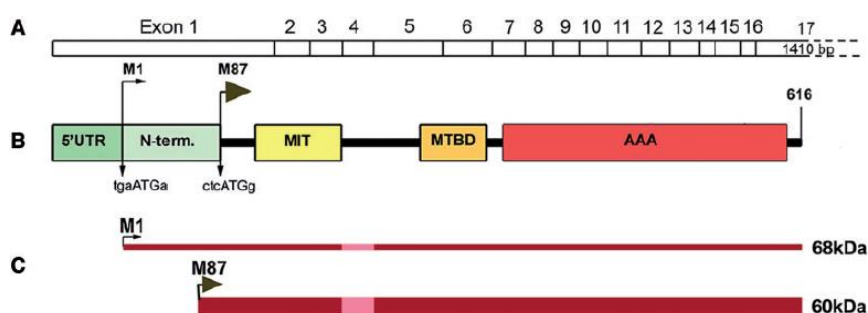 A
Exon 1 2 3 4 5 6 7 8 9 10 11 12 13 14 15 16 17
1410 bp
M1 M87
616
B
5'UTR N-term. MIT MTBD AAA
tgaATGa ctcATGg
M1
68kDa
C
M87
60kDa